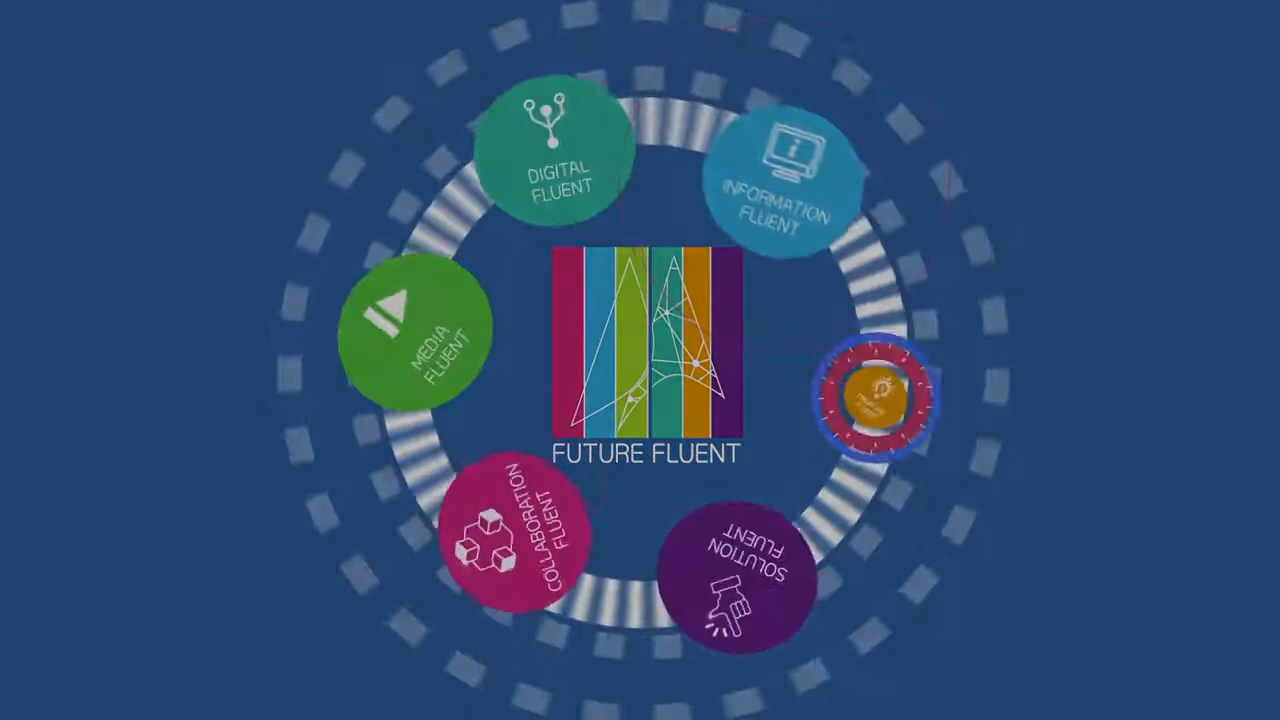 DIGITAL
FLUENT
INFORMATION
FLUENT
MEDIA
FLUENT
FUTURE FLUENT
COLLABORATION
FLUENT
SOLUTION
FLUENT